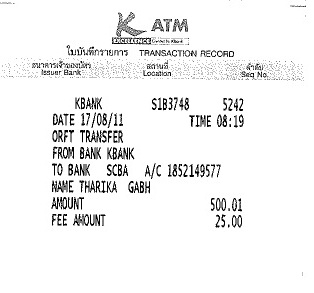 K ATM
EXCELLENCE
ใบบันทึกรายการ TRANSACTION RECORD
ธนาคารเจ้าของบัตร สถานที่ ลำดับ
Issuer Bank Location Seq No.
KBANK S1B3748 5242
DATE 17/08/11 TIME 08:19
ORFT TRANSFER
FROM BANK KBANK
TO BANK SCBA A/C 1852149577
NAME THARIKA GABH
AMOUNT 500.01
FEE AMOUNT 25.00